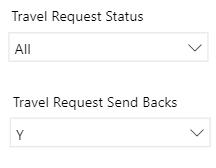 Travel Request Status
All
Travel Request Send Backs
Y